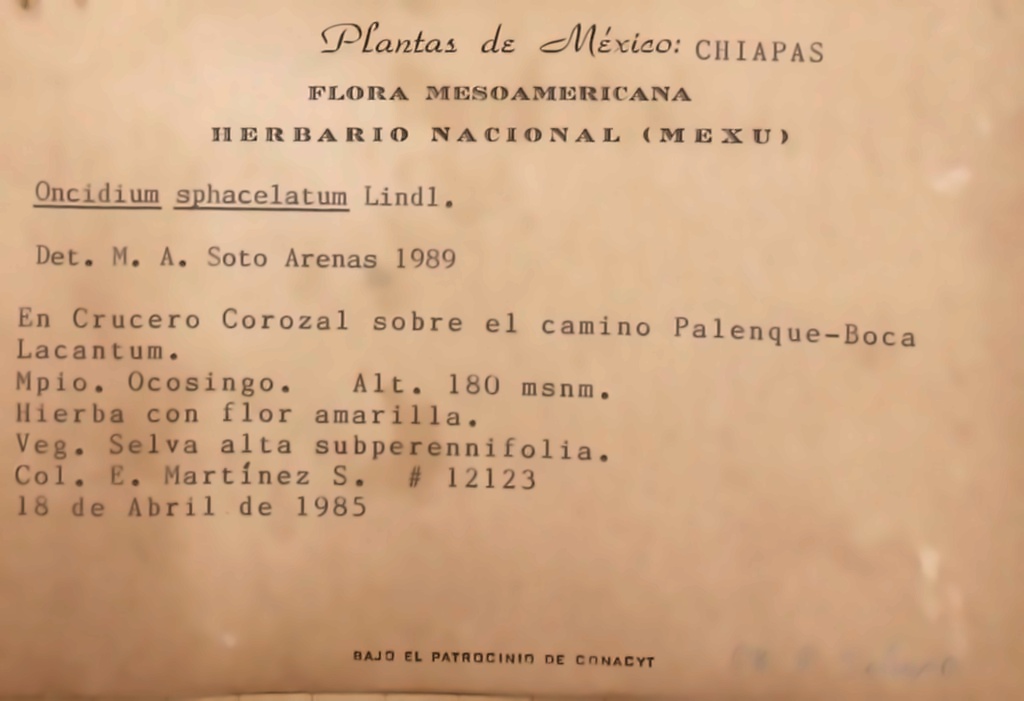 Plantas de México: CHIAPAS
FLORA MESOAMERICANA
HERBARIO NACIONAL (MEXU)
Oncidium sphacelatum Lindl.
Det. M. A. Soto Arenas 1989
En Crucero Corozal sobre el camino Palenque-Boca
Lacantum.
Mpio. Ocosingo. Alt. 180 msnm.
Hierba con flor amarilla.
Veg. Selva alta subperennifolia.
Col. E. Martínez S. # 12123
18 de Abril de 1985
BAJO EL PATROCINIO DE CONACYT